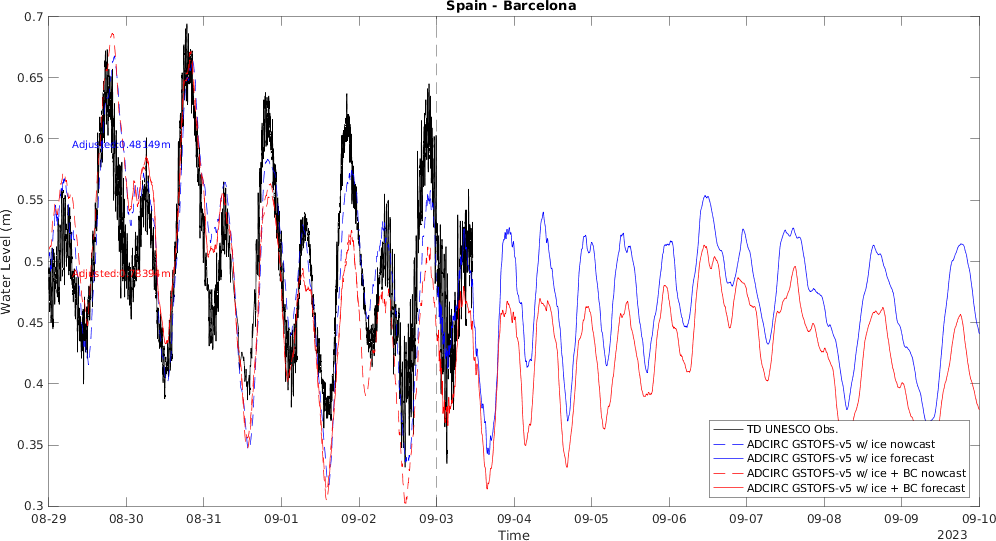 Spain - Barcelona
0.7
0.65
0.6
0.55
0.5
0.45
0.4
0.35
0.3
Water Level (m)
Adjusted:0.48149m
TD UNESCO Obs.
ADCIRC GSTOFS-v5 w/ ice nowcast
ADCIRC GSTOFS-v5 w/ ice forecast
ADCIRC GSTOFS-v5 w/ ice + BC nowcast
ADCIRC GSTOFS-v5 w/ ice + BC forecast
08-29 08-30 08-31 09-01 09-02 09-03 09-04 09-05 09-06 09-07 09-08 09-09 09-10
Time
2023